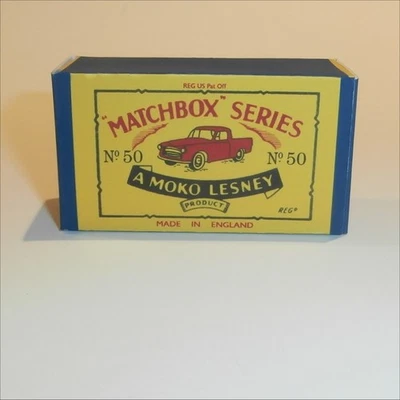 REG US Pat Off
"MATCHBOX" SERIES
Nº 50 Nº 50
A MOKO LESNEY
PRODUCT
REGD
MADE IN ENGLAND